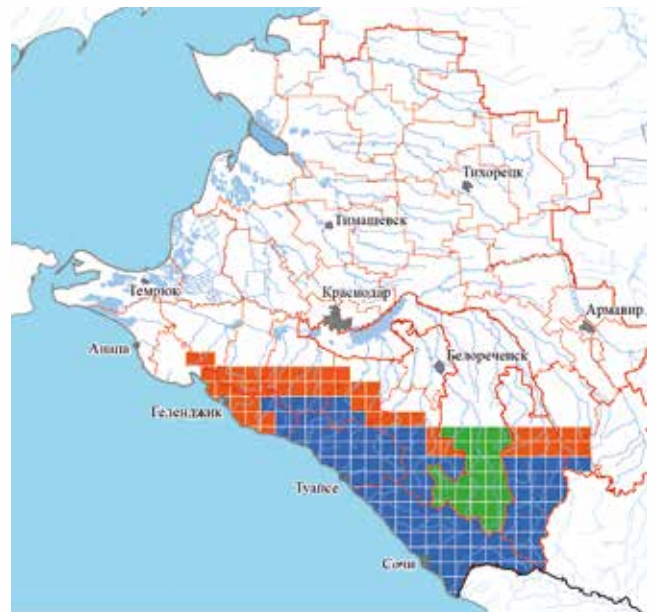 Тихорецк
Тимашевск
Темрюк
Краснодар
Армавир
Анапа
Белореченск
Геленджик
Туапсе
Сочи